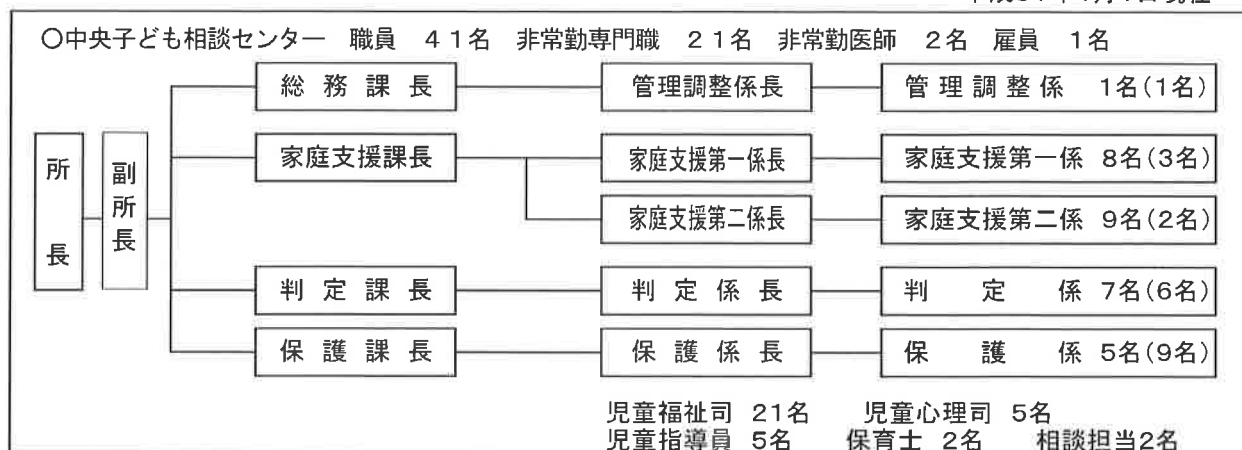 〇中央子ども相談センター 職員 41名 非常勤専門職 21名 非常勤医師 2名 雇員 1名
所長
副所長
総務課長 管理調整係長 管理調整係 1名(1名)
家庭支援課長 家庭支援第一係長 家庭支援第一係 8名(3名)
家庭支援第二係長 家庭支援第二係 9名(2名)
判定課長 判定係長 判定係 7名(6名)
保護課長 保護係長 保護係 5名(9名)
児童福祉司 21名 児童心理司 5名
児童指導員 5名 保育士 2名 相談担当2名